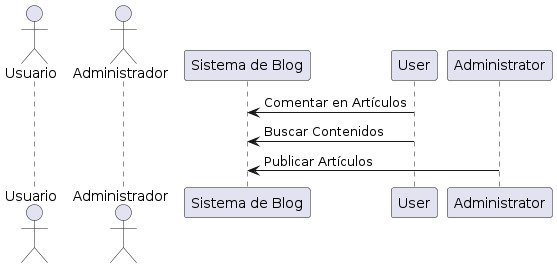 Usuario
Administrador
Sistema de Blog
User
Administrator
Comentar en Artículos
Buscar Contenidos
Publicar Artículos
Usuario
Administrador
Sistema de Blog
User
Administrator